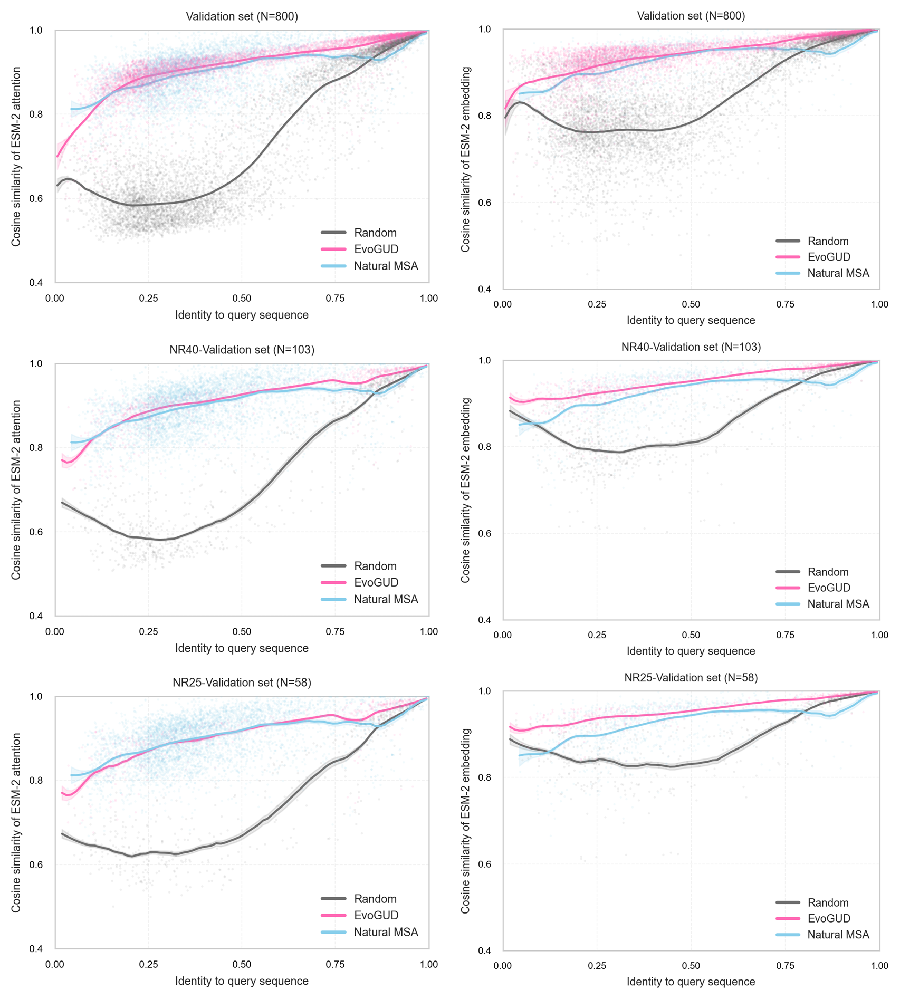 Validation set (N=800)
Cosine similarity of ESM-2 attention
1.0
0.8
0.6
0.4
Random
EvoGUD
Natural MSA
0.00 0.25 0.50 0.75 1.00
Identity to query sequence
Validation set (N=800)
Cosine similarity of ESM-2 embedding
1.0
0.8
0.6
0.4
Random
EvoGUD
Natural MSA
0.00 0.25 0.50 0.75 1.00
Identity to query sequence
NR40-Validation set (N=103)
Cosine similarity of ESM-2 attention
1.0
0.8
0.6
0.4
Random
EvoGUD
Natural MSA
0.00 0.25 0.50 0.75 1.00
Identity to query sequence
NR40-Validation set (N=103)
Cosine similarity of ESM-2 embedding
1.0
0.8
0.6
0.4
Random
EvoGUD
Natural MSA
0.00 0.25 0.50 0.75 1.00
Identity to query sequence
NR25-Validation set (N=58)
Cosine similarity of ESM-2 attention
1.0
0.8
0.6
0.4
Random
EvoGUD
Natural MSA
0.00 0.25 0.50 0.75 1.00
Identity to query sequence
NR25-Validation set (N=58)
Cosine similarity of ESM-2 embedding
1.0
0.8
0.6
0.4
Random
EvoGUD
Natural MSA
0.00 0.25 0.50 0.75 1.00
Identity to query sequence